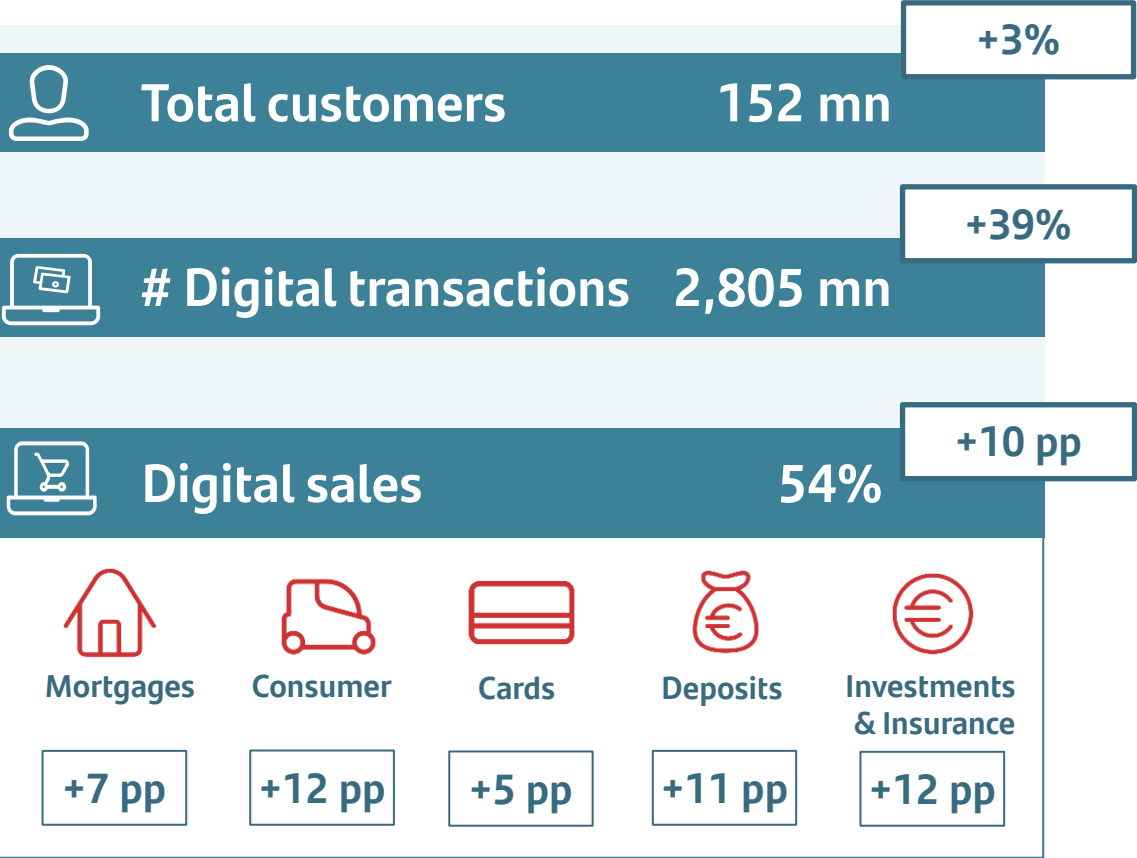 +3%
Total customers 152 mn
+39%
# Digital transactions 2,805 mn
+10 pp
Digital sales 54%
Mortgages Consumer Cards Deposits Investments
& Insurance
+7 pp +12 pp +5 pp +11 pp +12 pp